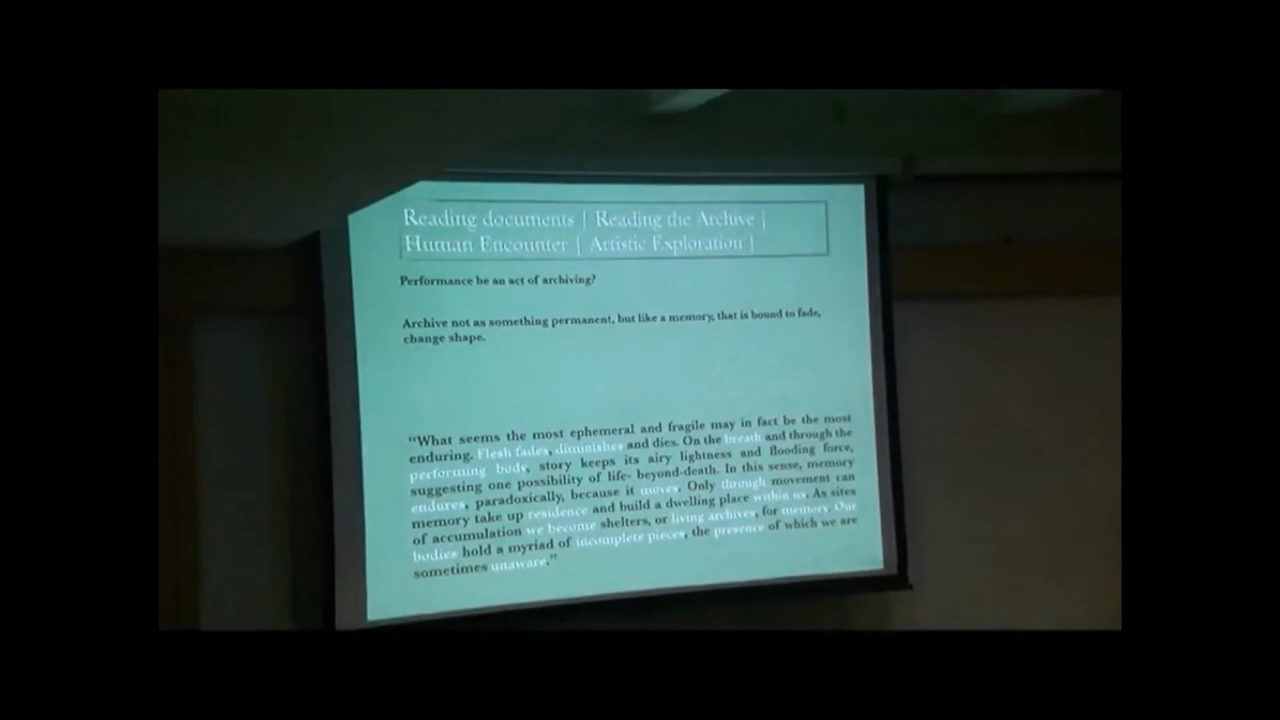 Reading documents | Reading the Archive |
Human Encounter | Artistic Exploration |
Performance be an act of archiving?
Archive not as something permanent, but like a memory, that is bound to fade,
change shape.
“What seems the most ephemeral and fragile may in fact be the most
enduring. Flesh fades, diminishes and dies. On the breath and through the
performing body, story keeps its airy lightness and flooding force,
suggesting one possibility of life- beyond-death. In this sense, memory
endures, paradoxically, because it moves. Only through movement can
memory take up residence and build a dwelling place within us. As sites
of accumulation we become shelters, or living archives, for memory. Our
bodies hold a myriad of incomplete pieces, the presence of which we are
sometimes unaware.”